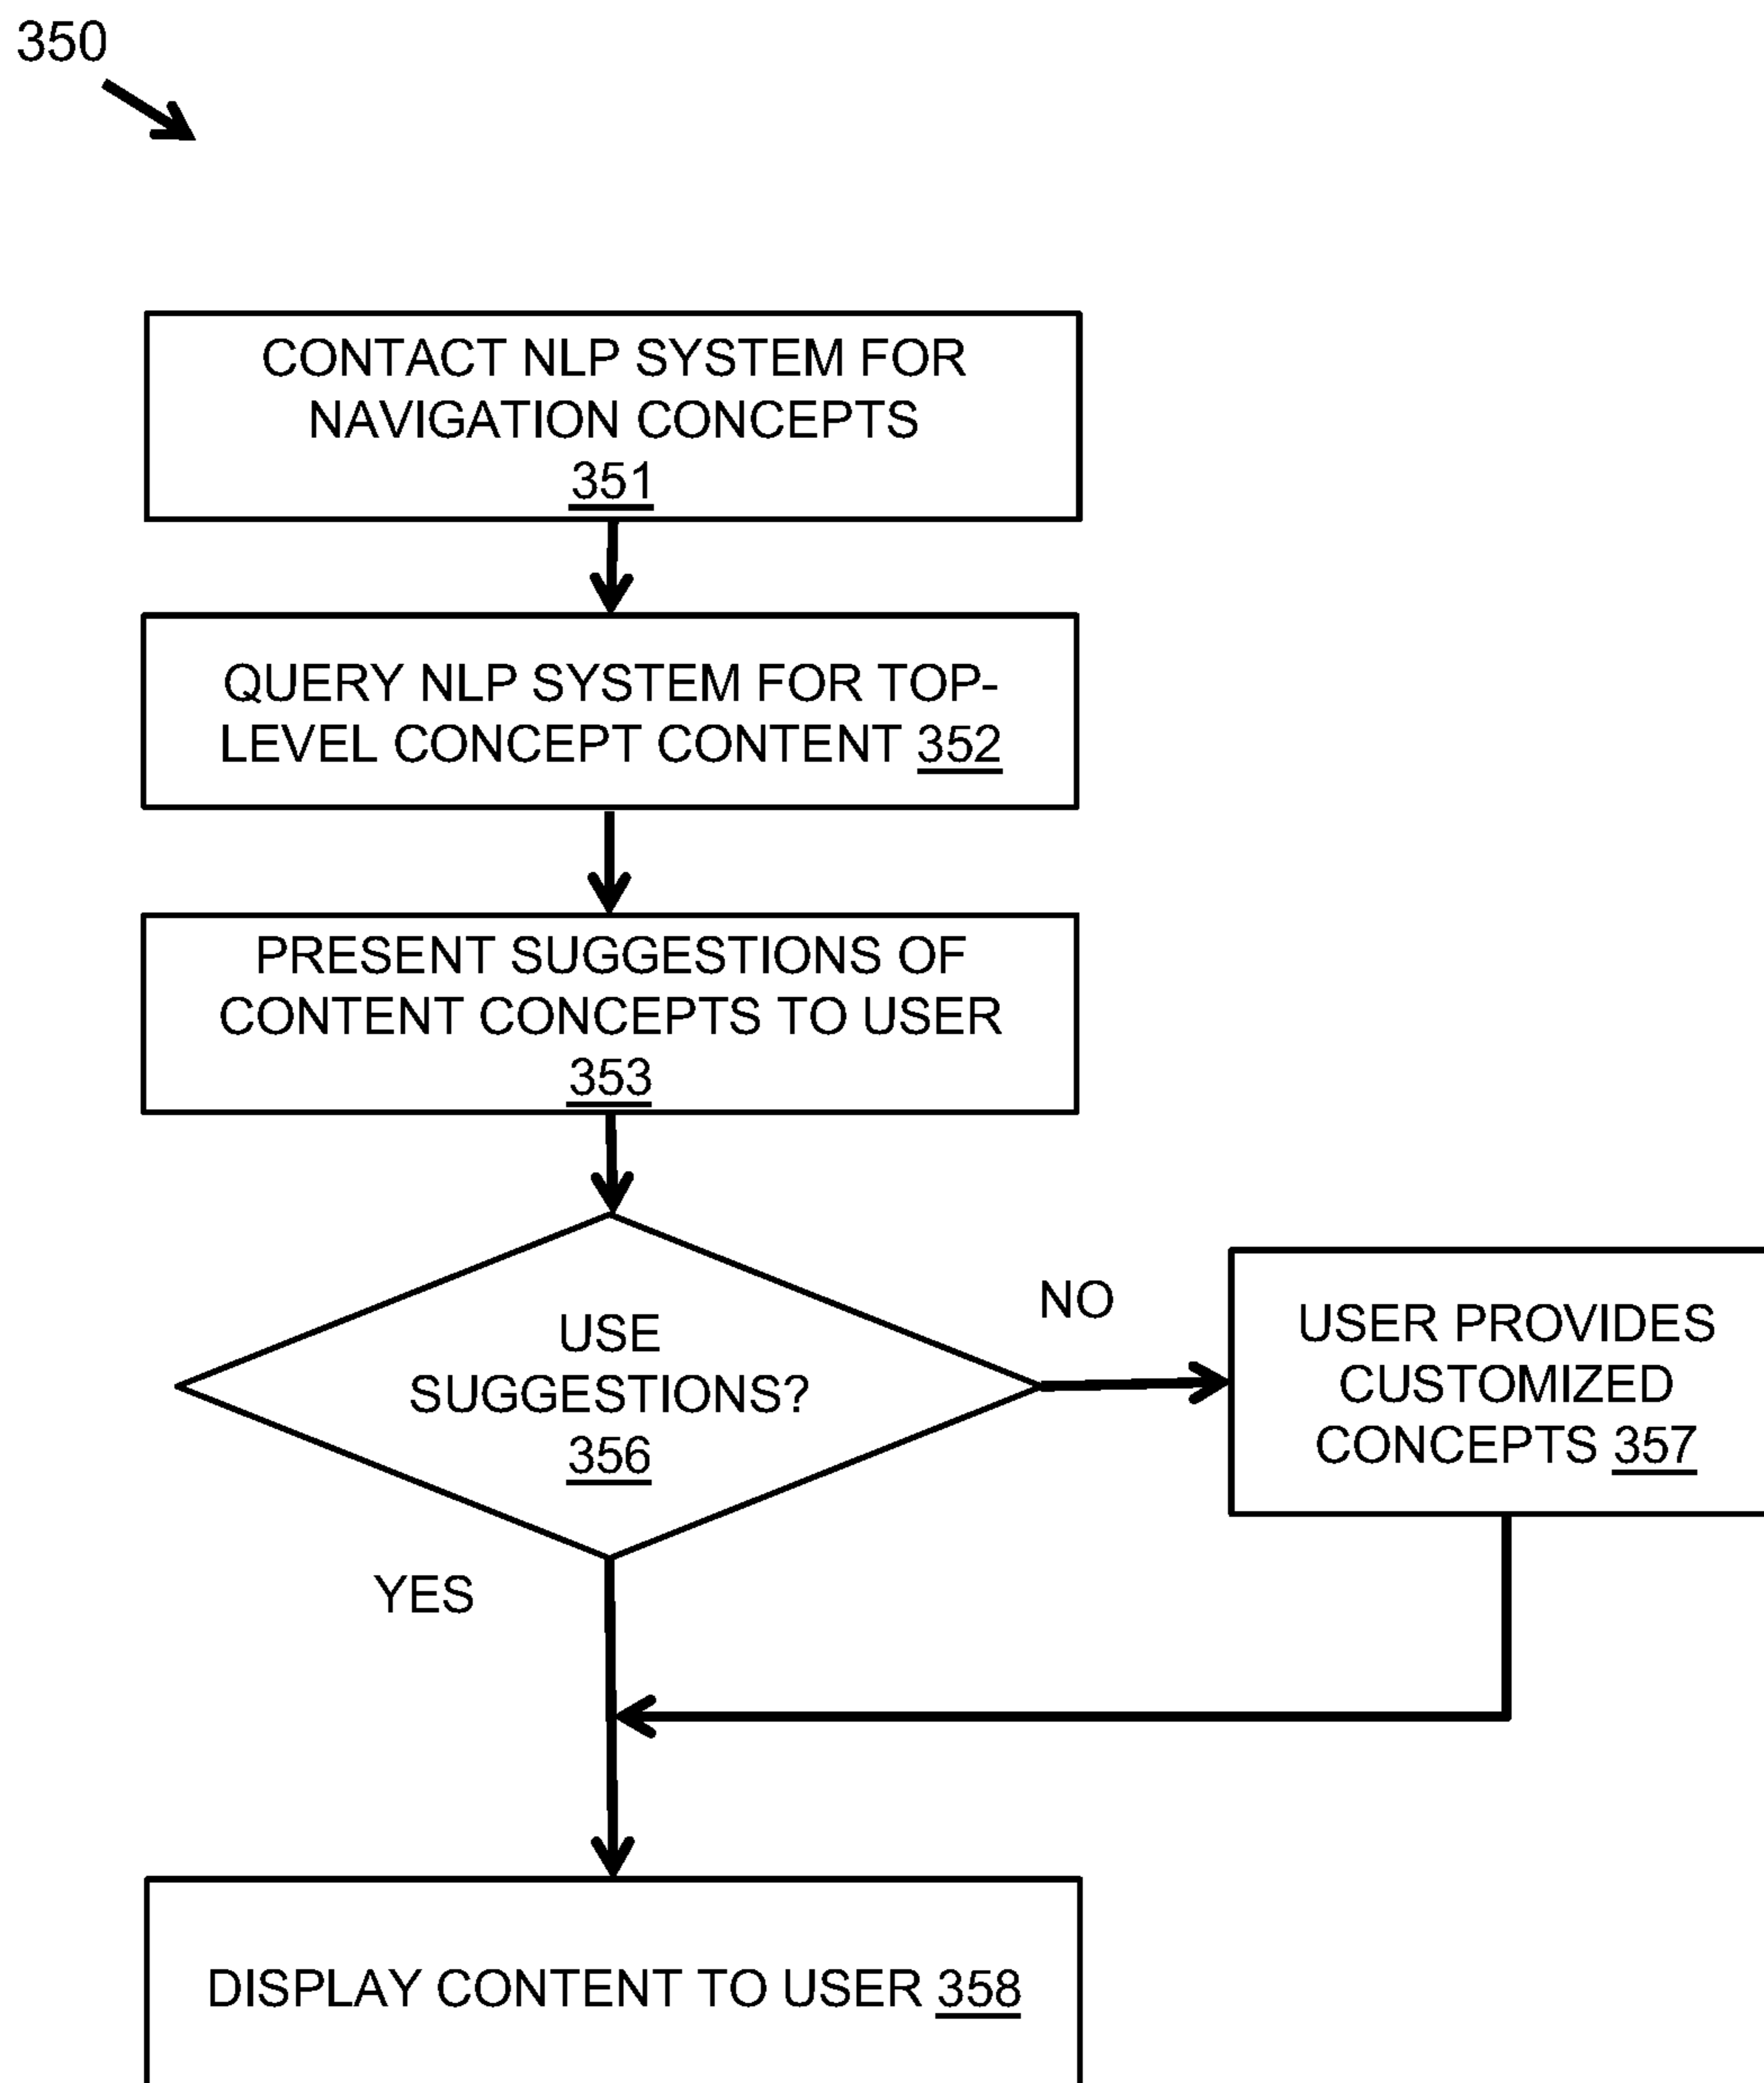 350
CONTACT NLP SYSTEM FOR
NAVIGATION CONCEPTS
351
QUERY NLP SYSTEM FOR TOP-
LEVEL CONCEPT CONTENT 352
PRESENT SUGGESTIONS OF
CONTENT CONCEPTS TO USER
353
USE
SUGGESTIONS?
356
NO
USER PROVIDES
CUSTOMIZED
CONCEPTS 357
YES
DISPLAY CONTENT TO USER 358